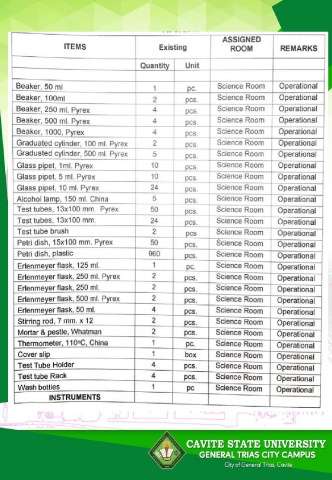 ITEMS Existing ASSIGNED ROOM REMARKS
Quantity Unit
Beaker, 50 ml 1 pc. Science Room Operational
Beaker, 100ml 2 pcs. Science Room Operational
Beaker, 250 ml. Pyrex 4 pcs. Science Room Operational
Beaker, 500 ml. Pyrex 4 pcs. Science Room Operational
Beaker, 1000, Pyrex 4 pcs. Science Room Operational
Graduated cylinder, 100 ml. Pyrex 2 pcs. Science Room Operational
Graduated cylinder, 500 ml. Pyrex 5 pcs. Science Room Operational
Glass pipet, 1ml. Pyrex 10 pcs. Science Room Operational
Glass pipet, 5 ml. Pyrex 10 pcs. Science Room Operational
Glass pipet, 10 ml. Pyrex 24 pcs. Science Room Operational
Alcohol lamp, 150 ml. China 5 pcs. Science Room Operational
Test tubes, 13x100 mm. Pyrex 50 pcs. Science Room Operational
Test tubes, 13x100 mm. 24 pcs. Science Room Operational
Test tube brush 2 pcs. Science Room Operational
Petri dish, 15x100 mm. Pyrex 50 pcs. Science Room Operational
Petri dish, plastic 960 pcs. Science Room Operational
Erlenmeyer flask, 125 ml. 1 pc. Science Room Operational
Erlenmeyer flask, 250 ml. Pyrex 2 pcs. Science Room Operational
Erlenmeyer flask, 250 ml. 2 pcs. Science Room Operational
Erlenmeyer flask, 500 ml. Pyrex 2 pcs. Science Room Operational
Erlenmeyer flask, 50 ml. 4 pcs. Science Room Operational
Stirring rod, 7 mm. x 12 2 pcs. Science Room Operational
Mortar & pestle, Whatman 2 pcs. Science Room Operational
Thermometer, 110ºC, China 1 pc. Science Room Operational
Cover slip 1 box Science Room Operational
Test Tube Holder 4 pcs. Science Room Operational
Test tube Rack 4 pcs. Science Room Operational
Wash bottles 1 pc Science Room Operational
INSTRUMENTS
CAVITE STATE UNIVERSITY
GENERAL TRIAS CITY CAMPUS
City of General Trias, Cavite